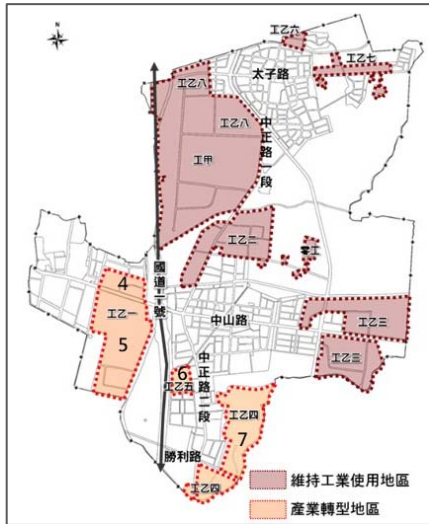 工乙六
工乙七
太子路
工乙八
工乙八
中正路一段
工甲
工乙二
零工
國道一號
4
工乙一
5
中山路
工乙三
工乙三
6
工乙五
中正路二段
工乙四
7
勝利路
工乙四
維持工業使用地區
產業轉型地區